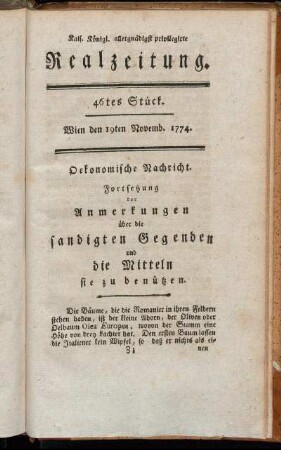 Kais. Königl. allergnädigst privilegirte
Realzeitung.
46tes Stück.
Wien den 19ten Novemb. 1774.
Oekonomische Nachricht.
Fortsetzung
der
Anmerkungen
über die
sandigten Gegenden
und
die Mitteln
sie zu benützen.
Die Bäume, die die Romanier in ihren Feldern
stehen haben, ist der kleine Ahorn, der Oliven oder
Oelbaum Olea Europæa, wovon der Stamm eine
Höhe von drey Lachter hat. Den ersten Baum lassen
die Italiener kein Wipfel, so daß er nichts als ei-
Zz
nen